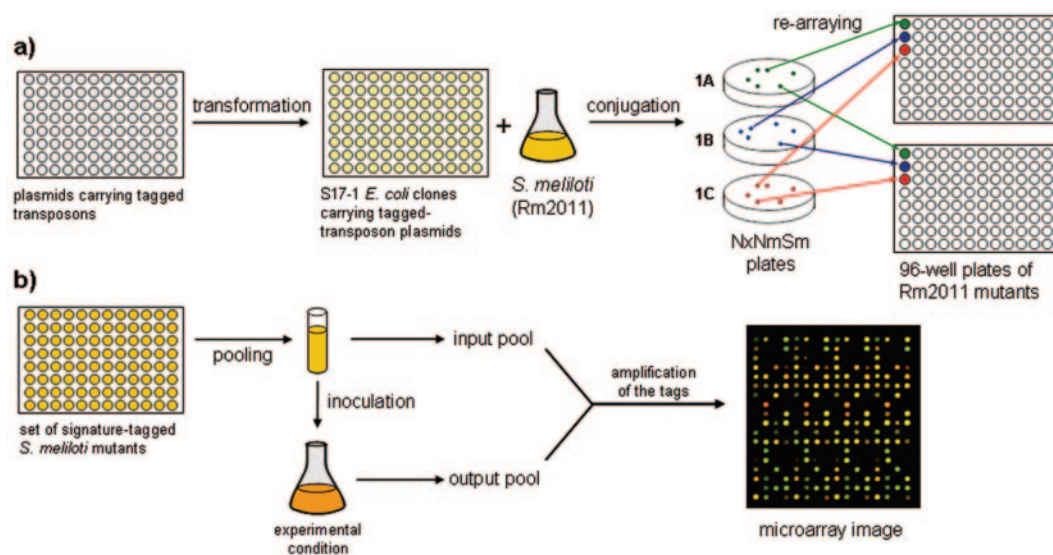 a)
re-arraying
transformation
conjugation
1A
1B
1C
+
plasmids carrying tagged
transposons
S17-1 E. coli clones
carrying tagged-
transposon plasmids
S. meliloti
(Rm2011)
NxNmSm
plates
96-well plates of
Rm2011 mutants
b)
pooling
input pool
inoculation
amplification
of the tags
set of signature-tagged
S. meliloti mutants
output pool
experimental
condition
microarray image